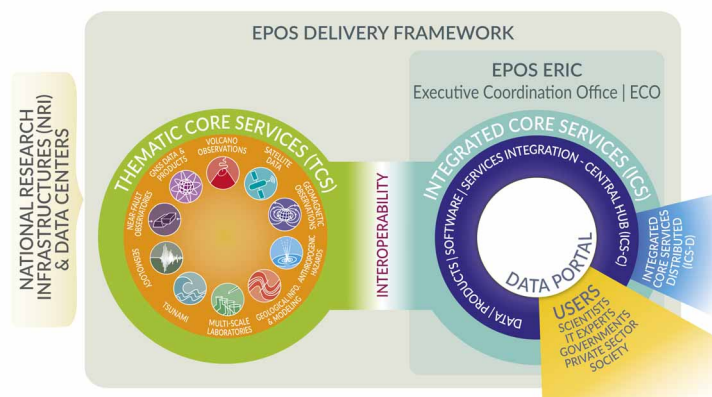 EPOS DELIVERY FRAMEWORK
EPOS ERIC
Executive Coordination Office | ECO
NATIONAL RESEARCH
INFRASTRUCTURES (NRI)
& DATA CENTERS
THEMATIC CORE SERVICES (TCS)
VOLCANO
OBSERVATIONS
SATELLITE
DATA
GEOMAGNETIC
OBSERVATIONS
ANTHROPOGENIC
HAZARDS
GEOLOGICAL INFO.
& MODELING
MULTI-SCALE
LABORATORIES
TSUNAMI
SEISMOLOGY
NEAR-FAULT
OBSERVATORIES
GNSS DATA &
PRODUCTS
INTEROPERABILITY
INTEGRATED CORE SERVICES (ICS)
DATA | PRODUCTS | SOFTWARE | SERVICES INTEGRATION - CENTRAL HUB (ICS-C)
DATA PORTAL
INTEGRATED
CORE SERVICES
DISTRIBUTED
(ICS-D)
USERS
SCIENTISTS
IT EXPERTS
GOVERNMENTS
PRIVATE SECTOR
SOCIETY